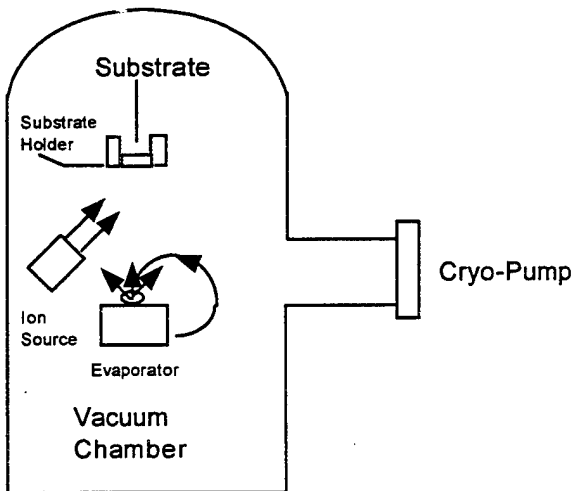 Substrate
Substrate
Holder
Cryo-Pump
Ion
Source
Evaporator
Vacuum
Chamber